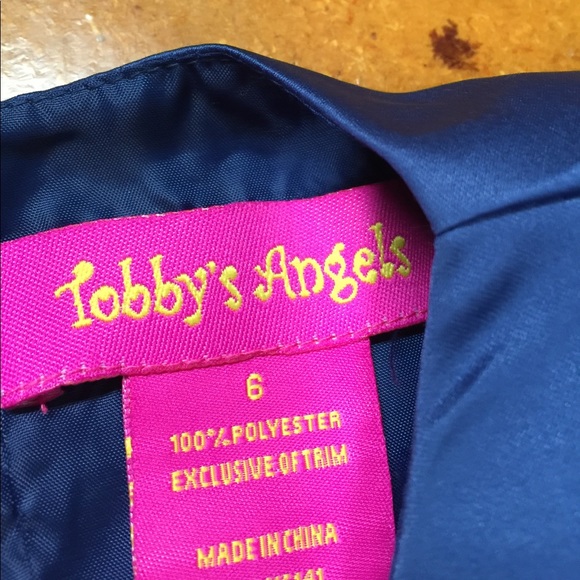 Tobby's Angels
6
100% POLYESTER
EXCLUSIVE OF TRIM
MADE IN CHINA